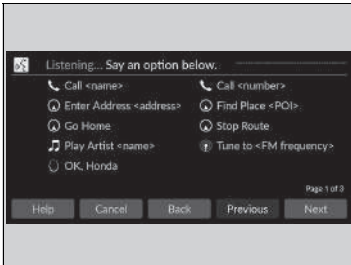 Listening... Say an option below.
Call <name>
Call <number>
Enter Address <address>
Find Place <POI>
Go Home
Stop Route
Play Artist <name>
Tune to <FM frequency>
OK, Honda
Page 1 of 3
Help
Cancel
Back
Previous
Next